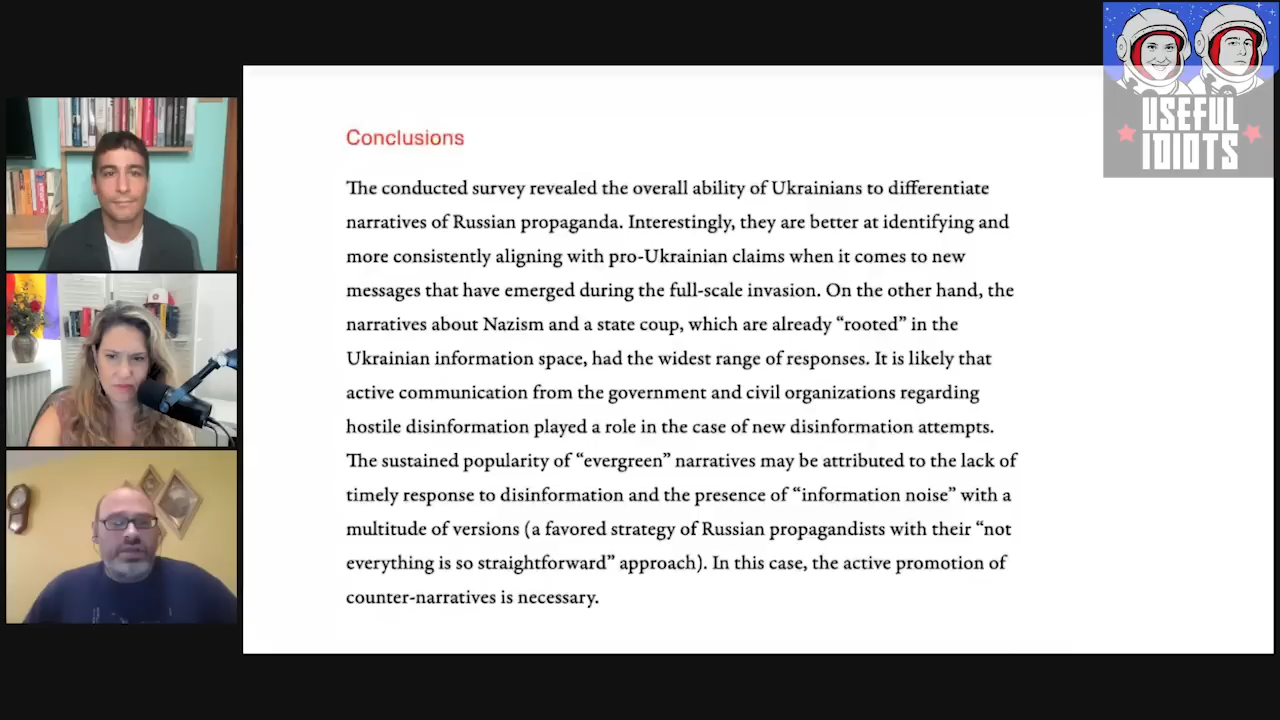 USEFUL
IDIOTS
Conclusions
The conducted survey revealed the overall ability of Ukrainians to differentiate
narratives of Russian propaganda. Interestingly, they are better at identifying and
more consistently aligning with pro-Ukrainian claims when it comes to new
messages that have emerged during the full-scale invasion. On the other hand, the
narratives about Nazism and a state coup, which are already “rooted” in the
Ukrainian information space, had the widest range of responses. It is likely that
active communication from the government and civil organizations regarding
hostile disinformation played a role in the case of new disinformation attempts.
The sustained popularity of “evergreen” narratives may be attributed to the lack of
timely response to disinformation and the presence of “information noise” with a
multitude of versions (a favored strategy of Russian propagandists with their “not
everything is so straightforward” approach). In this case, the active promotion of
counter-narratives is necessary.